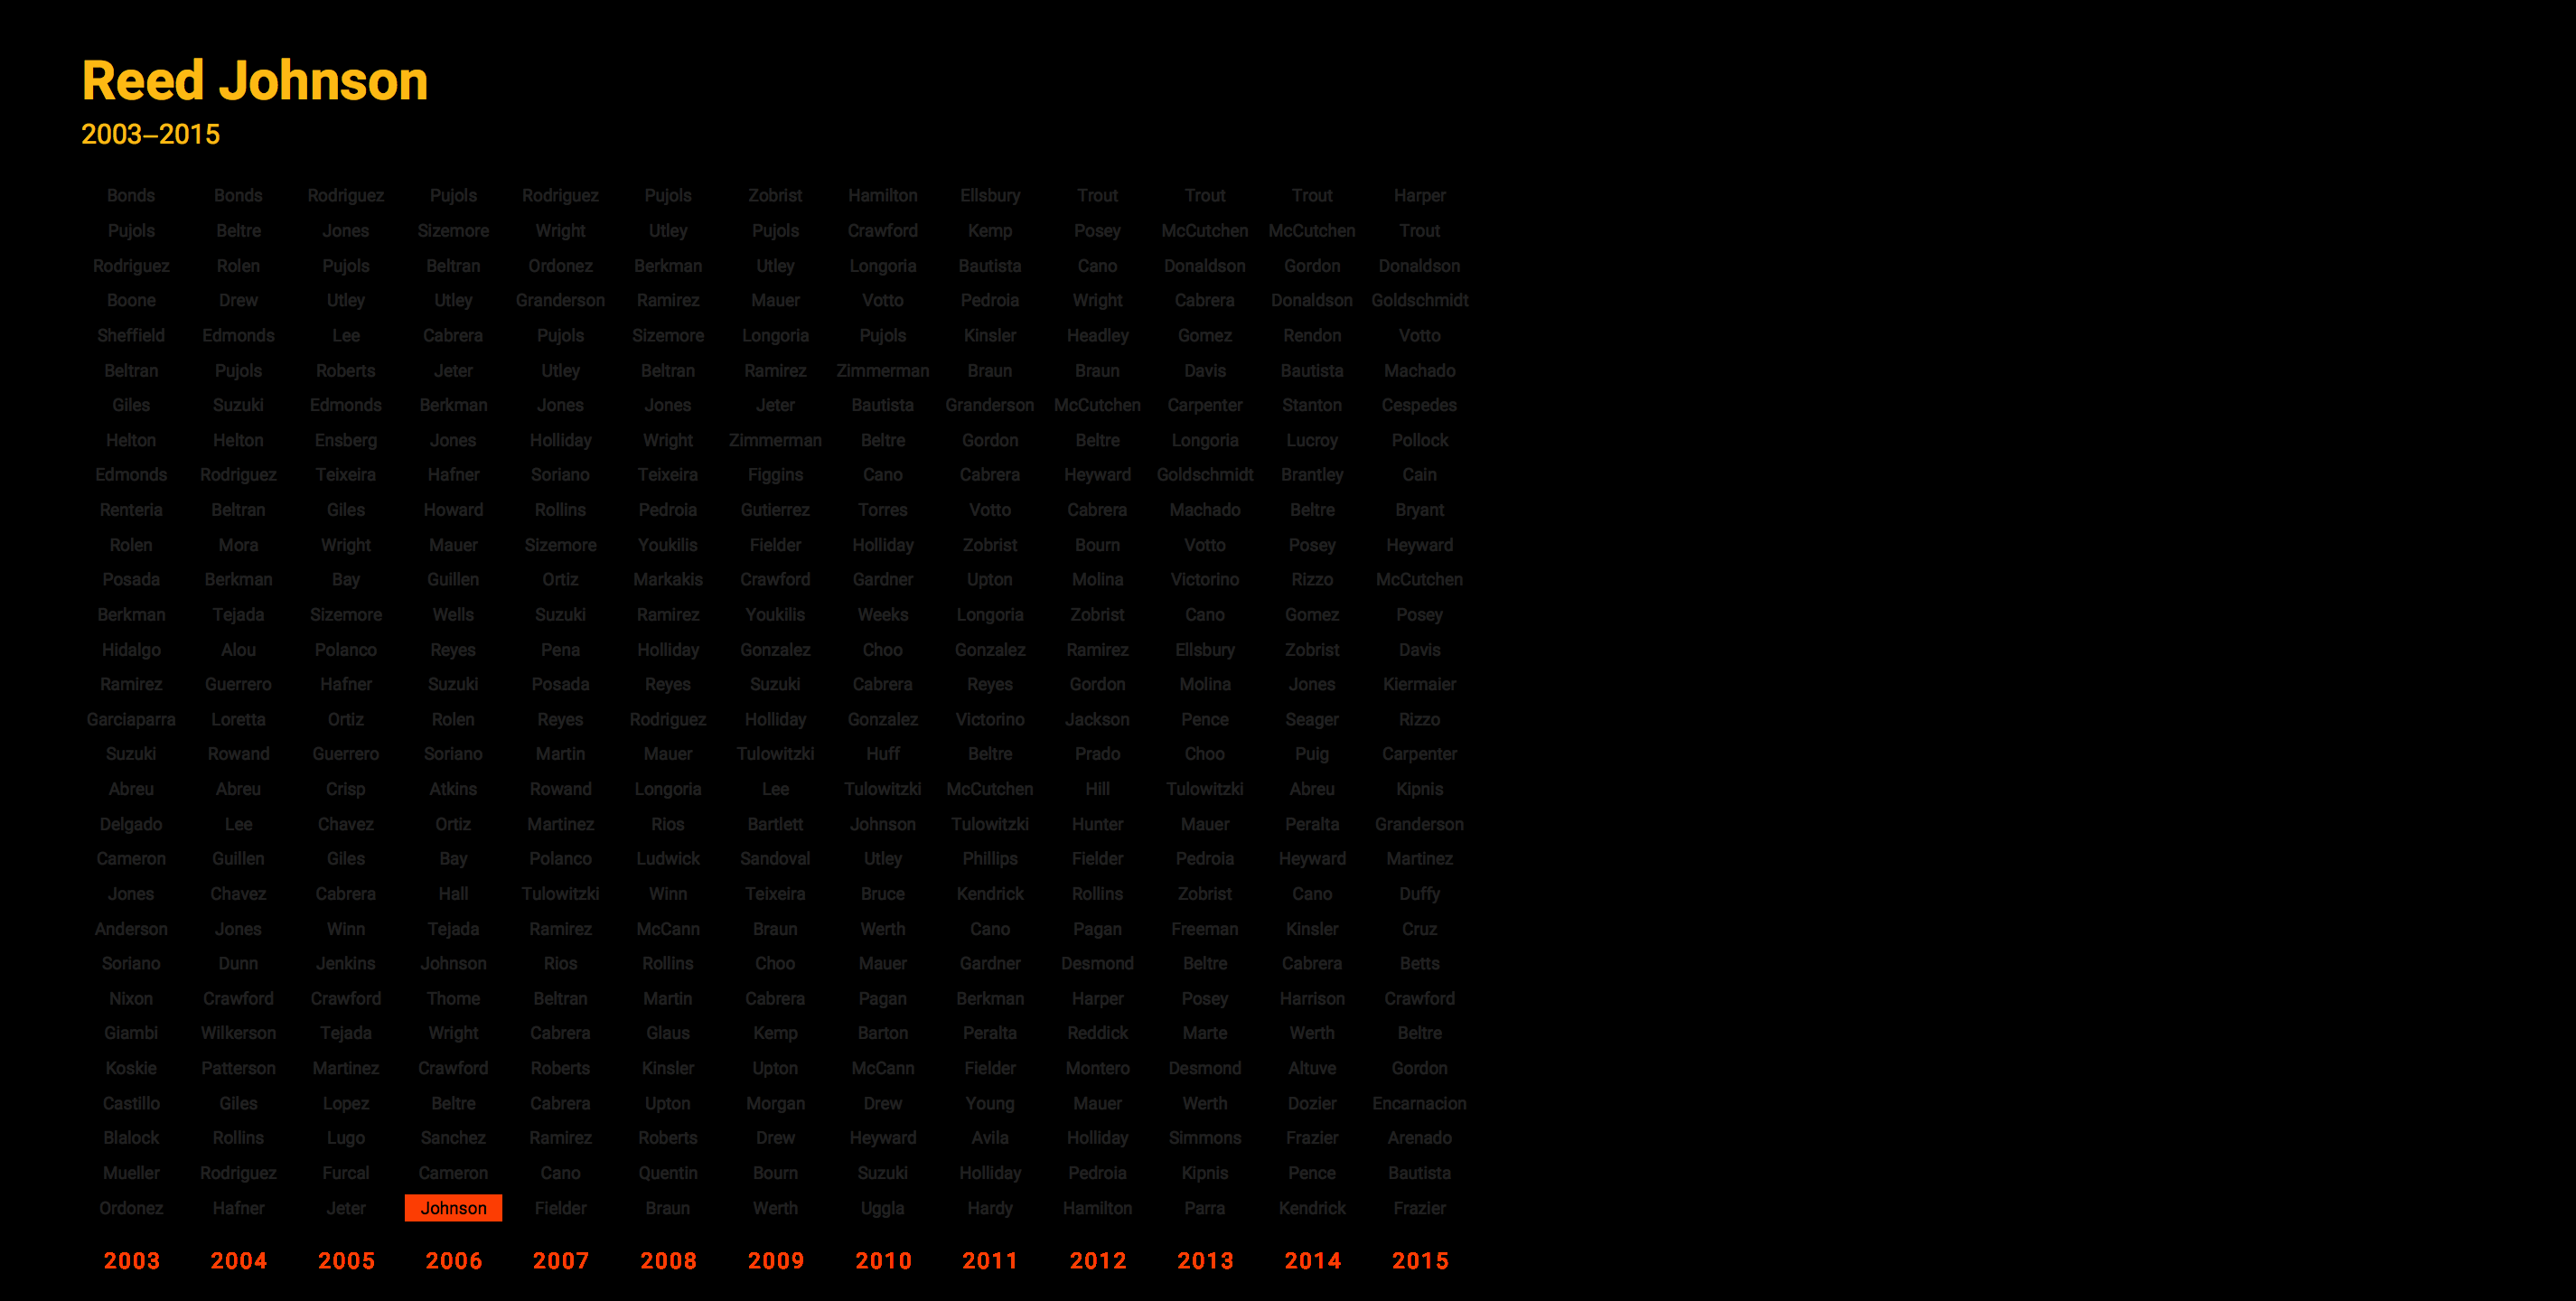 Reed Johnson
2003–2015
Bonds Bonds Rodriguez Pujols Rodriguez Pujols Zobrist Hamilton Ellsbury Trout Trout Trout Harper
Pujols Beltre Jones Sizemore Wright Utley Pujols Crawford Kemp Posey McCutchen McCutchen Trout
Rodriguez Rolen Pujols Beltran Ordonez Berkman Utley Longoria Bautista Cano Donaldson Gordon Donaldson
Boone Drew Utley Utley Granderson Ramirez Mauer Votto Pedroia Wright Cabrera Donaldson Goldschmidt
Sheffield Edmonds Lee Cabrera Pujols Sizemore Longoria Pujols Kinsler Headley Gomez Rendon Votto
Beltran Pujols Roberts Jeter Utley Beltran Ramirez Zimmerman Braun Braun Davis Bautista Machado
Giles Suzuki Edmonds Berkman Jones Jones Jeter Bautista Granderson McCutchen Carpenter Stanton Cespedes
Helton Helton Ensberg Jones Holliday Wright Zimmerman Beltre Gordon Beltre Longoria Lucroy Pollock
Edmonds Rodriguez Teixeira Hafner Soriano Teixeira Figgins Cano Cabrera Heyward Goldschmidt Brantley Cain
Renteria Beltran Giles Howard Rollins Pedroia Gutierrez Torres Votto Cabrera Machado Beltre Bryant
Rolen Mora Wright Mauer Sizemore Youkilis Fielder Holliday Zobrist Bourn Votto Posey Heyward
Posada Berkman Bay Guillen Ortiz Markakis Crawford Gardner Upton Molina Victorino Rizzo McCutchen
Berkman Tejada Sizemore Wells Suzuki Ramirez Youkilis Weeks Longoria Zobrist Cano Gomez Posey
Hidalgo Alou Polanco Reyes Pena Holliday Gonzalez Choo Gonzalez Ramirez Ellsbury Zobrist Davis
Ramirez Guerrero Hafner Suzuki Posada Reyes Suzuki Cabrera Reyes Gordon Molina Jones Kiermaier
Garciaparra Loretta Ortiz Rolen Reyes Rodriguez Holliday Gonzalez Victorino Jackson Pence Seager Rizzo
Suzuki Rowand Guerrero Soriano Martin Mauer Tulowitzki Huff Beltre Prado Choo Puig Carpenter
Abreu Abreu Crisp Atkins Rowand Longoria Lee Tulowitzki McCutchen Hill Tulowitzki Abreu Kipnis
Delgado Lee Chavez Ortiz Martinez Rios Bartlett Johnson Tulowitzki Hunter Mauer Peralta Granderson
Cameron Guillen Giles Bay Polanco Ludwick Sandoval Utley Phillips Fielder Pedroia Heyward Martinez
Jones Chavez Cabrera Hall Tulowitzki Winn Teixeira Bruce Kendrick Rollins Zobrist Cano Duffy
Anderson Jones Winn Tejada Ramirez McCann Braun Werth Cano Pagan Freeman Kinsler Cruz
Soriano Dunn Jenkins Johnson Rios Rollins Choo Mauer Gardner Desmond Beltre Cabrera Betts
Nixon Crawford Crawford Thome Beltran Martin Cabrera Pagan Berkman Harper Posey Harrison Crawford
Giambi Wilkerson Tejada Wright Cabrera Glaus Kemp Barton Peralta Reddick Marte Werth Beltre
Koskie Patterson Martinez Crawford Roberts Kinsler Upton McCann Fielder Montero Desmond Altuve Gordon
Castillo Giles Lopez Beltre Cabrera Upton Morgan Drew Young Mauer Werth Dozier Encarnacion
Blalock Rollins Lugo Sanchez Ramirez Roberts Drew Heyward Avila Holliday Simmons Frazier Arenado
Mueller Rodriguez Furcal Cameron Cano Quentin Bourn Suzuki Holliday Pedroia Kipnis Pence Bautista
Ordonez Hafner Jeter Johnson Fielder Braun Werth Uggla Hardy Hamilton Parra Kendrick Frazier
2003 2004 2005 2006 2007 2008 2009 2010 2011 2012 2013 2014 2015